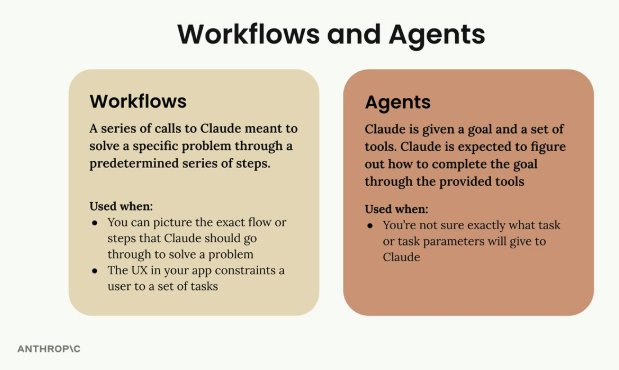 Workflows and Agents
Workflows
A series of calls to Claude meant to
solve a specific problem through a
predetermined series of steps.
Used when:
● You can picture the exact flow or
steps that Claude should go
through to solve a problem
● The UX in your app constraints a
user to a set of tasks
Agents
Claude is given a goal and a set of
tools. Claude is expected to figure
out how to complete the goal
through the provided tools
Used when:
● You're not sure exactly what task
or task parameters will give to
Claude
ANTHROP\C